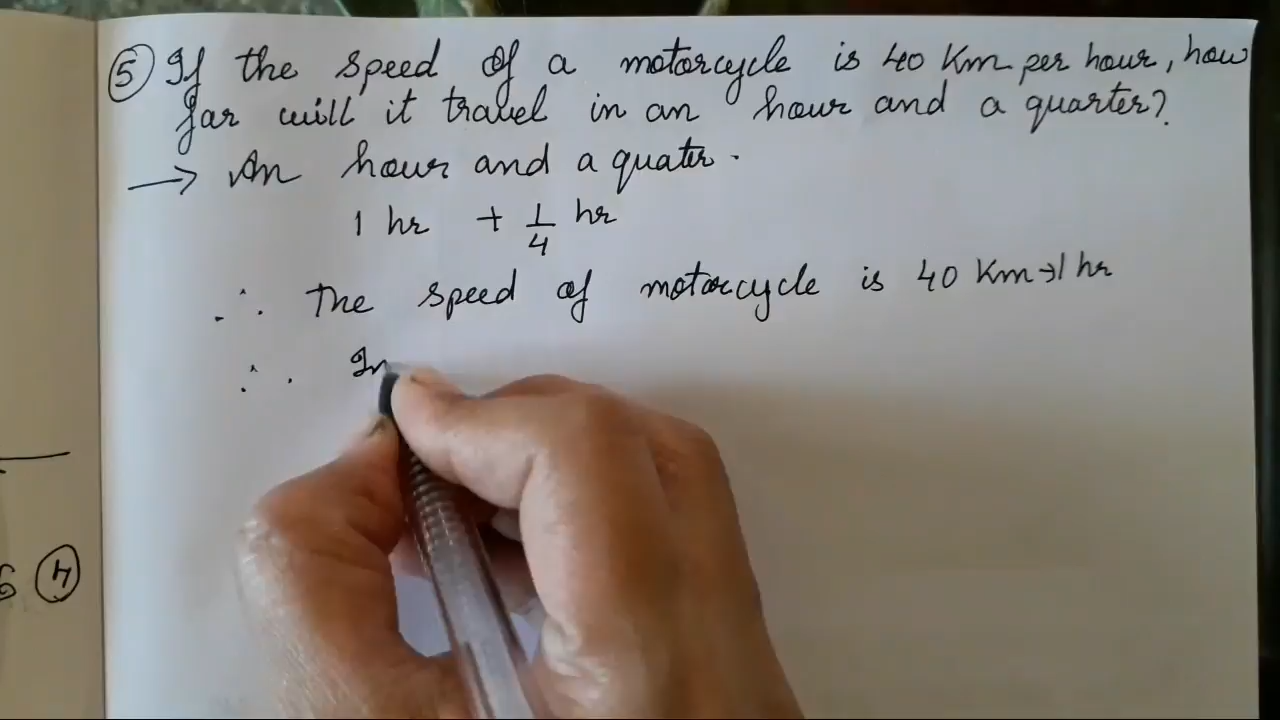 ⑤ If the speed of a motorcycle is 40 Km per hour, how
far will it travel in an hour and a quarter?
→ An hour and a quater.
1 hr + 1/4 hr
∴ The speed of motorcycle is 40 Km→1 hr
∴ In
6 ④